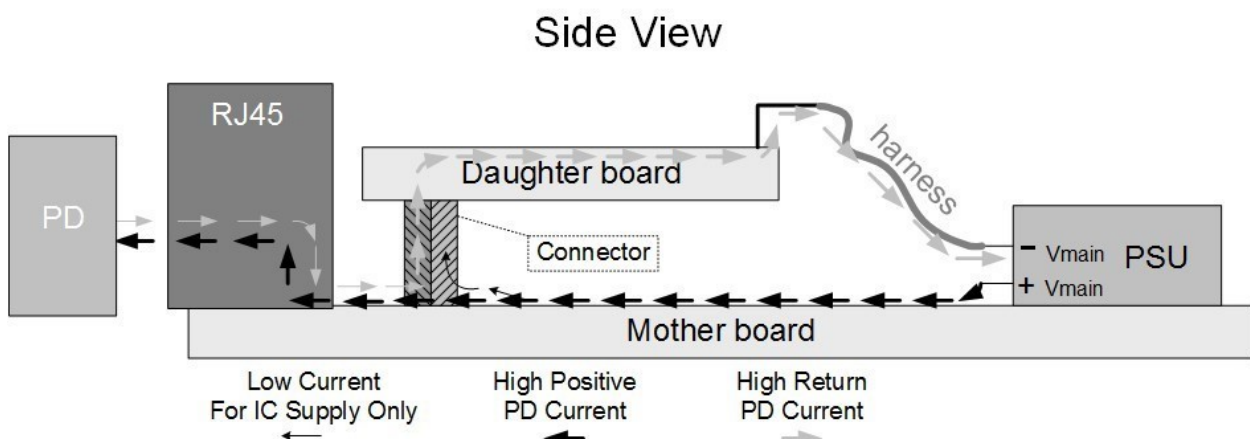 Side View
RJ45
PD
Daughter board
harness
Connector
− Vmain
+ Vmain
PSU
Mother board
Low Current
For IC Supply Only
High Positive
PD Current
High Return
PD Current